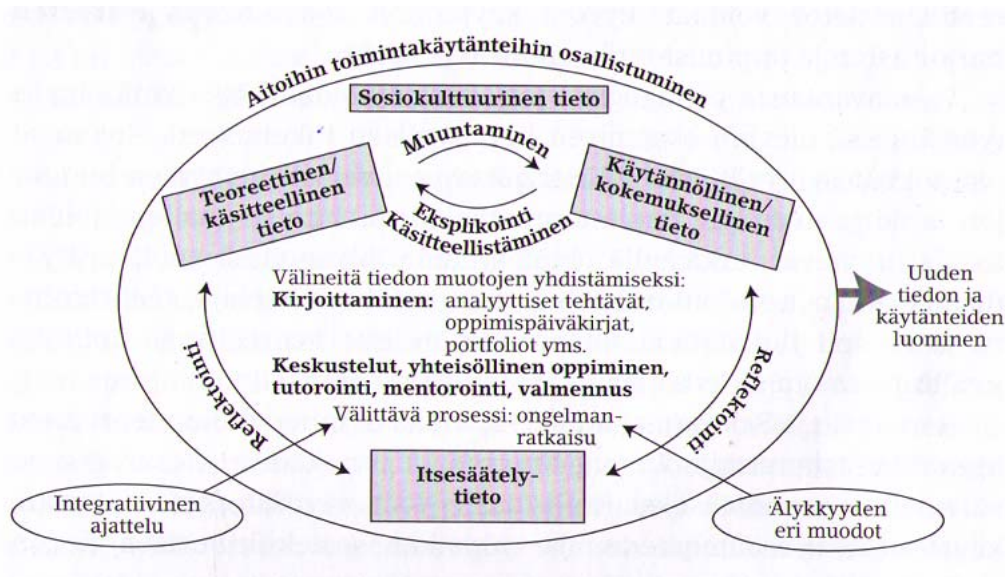 Aitoihin toimintakäytänteihin osallistuminen
Sosiokulttuurinen tieto
Muuntaminen
Teoreettinen/
käsitteellinen
tieto
Käytännöllinen/
kokemuksellinen
tieto
Eksplikointi
Käsitteellistäminen
Välineitä tiedon muotojen yhdistämiseksi:
Kirjoittaminen: analyyttiset tehtävät,
oppimispäiväkirjat,
portfoliot yms.
Keskustelut, yhteisöllinen oppiminen,
tutorointi, mentorointi, valmennus
Välittävä prosessi: ongelman-
ratkaisu
Reflektointi
Reflektointi
Uuden
tiedon ja
käytänteiden
luominen
Itsesäätely-
tieto
Integratiivinen
ajattelu
Älykkyyden
eri muodot